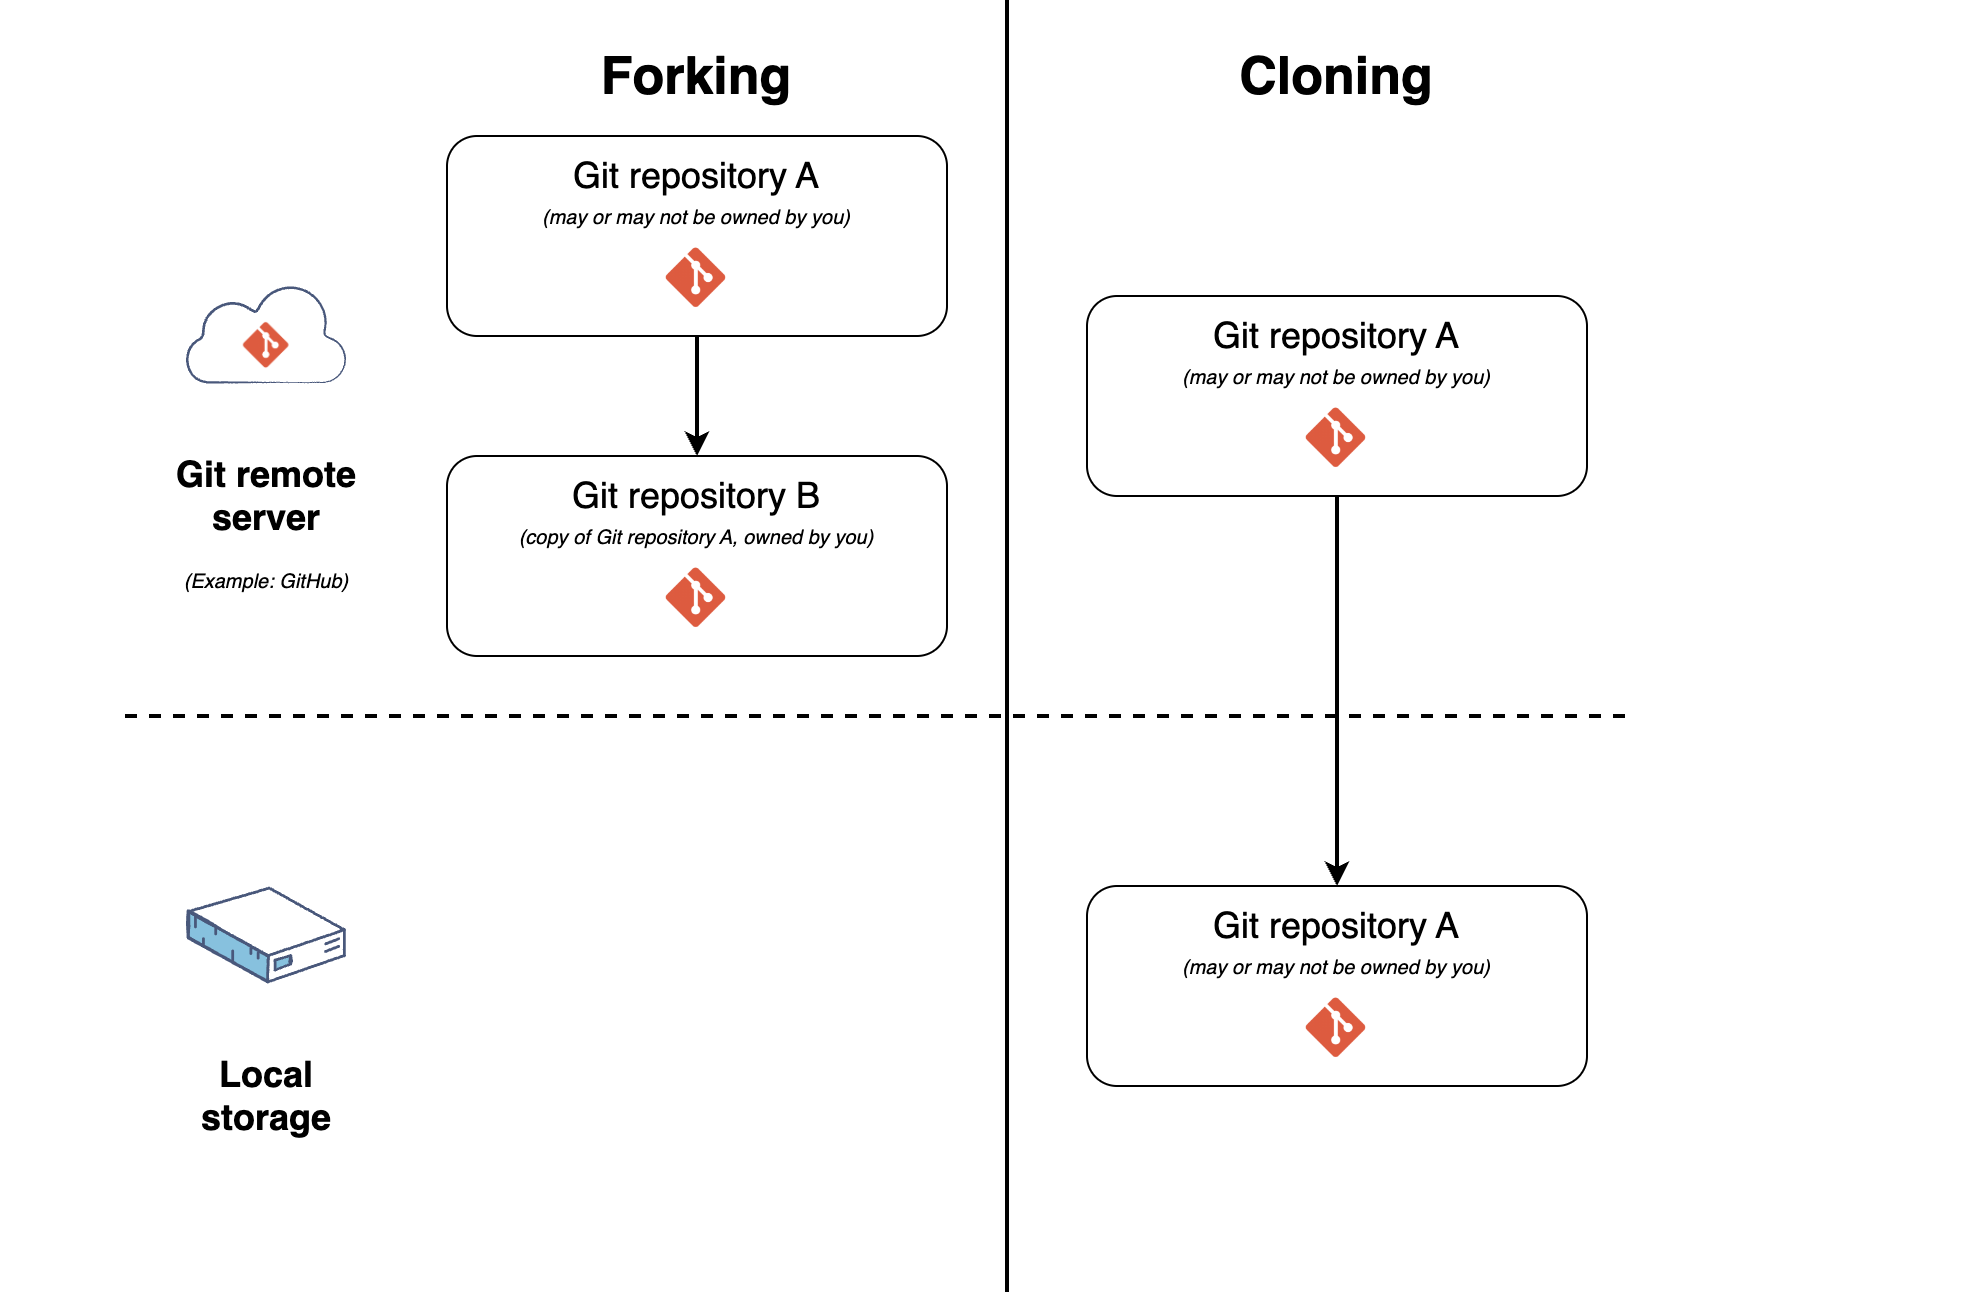 Forking
Cloning
Git repository A
(may or may not be owned by you)
Git repository A
(may or may not be owned by you)
Git remote
server
(Example: GitHub)
Git repository B
(copy of Git repository A, owned by you)
Git repository A
(may or may not be owned by you)
Local
storage